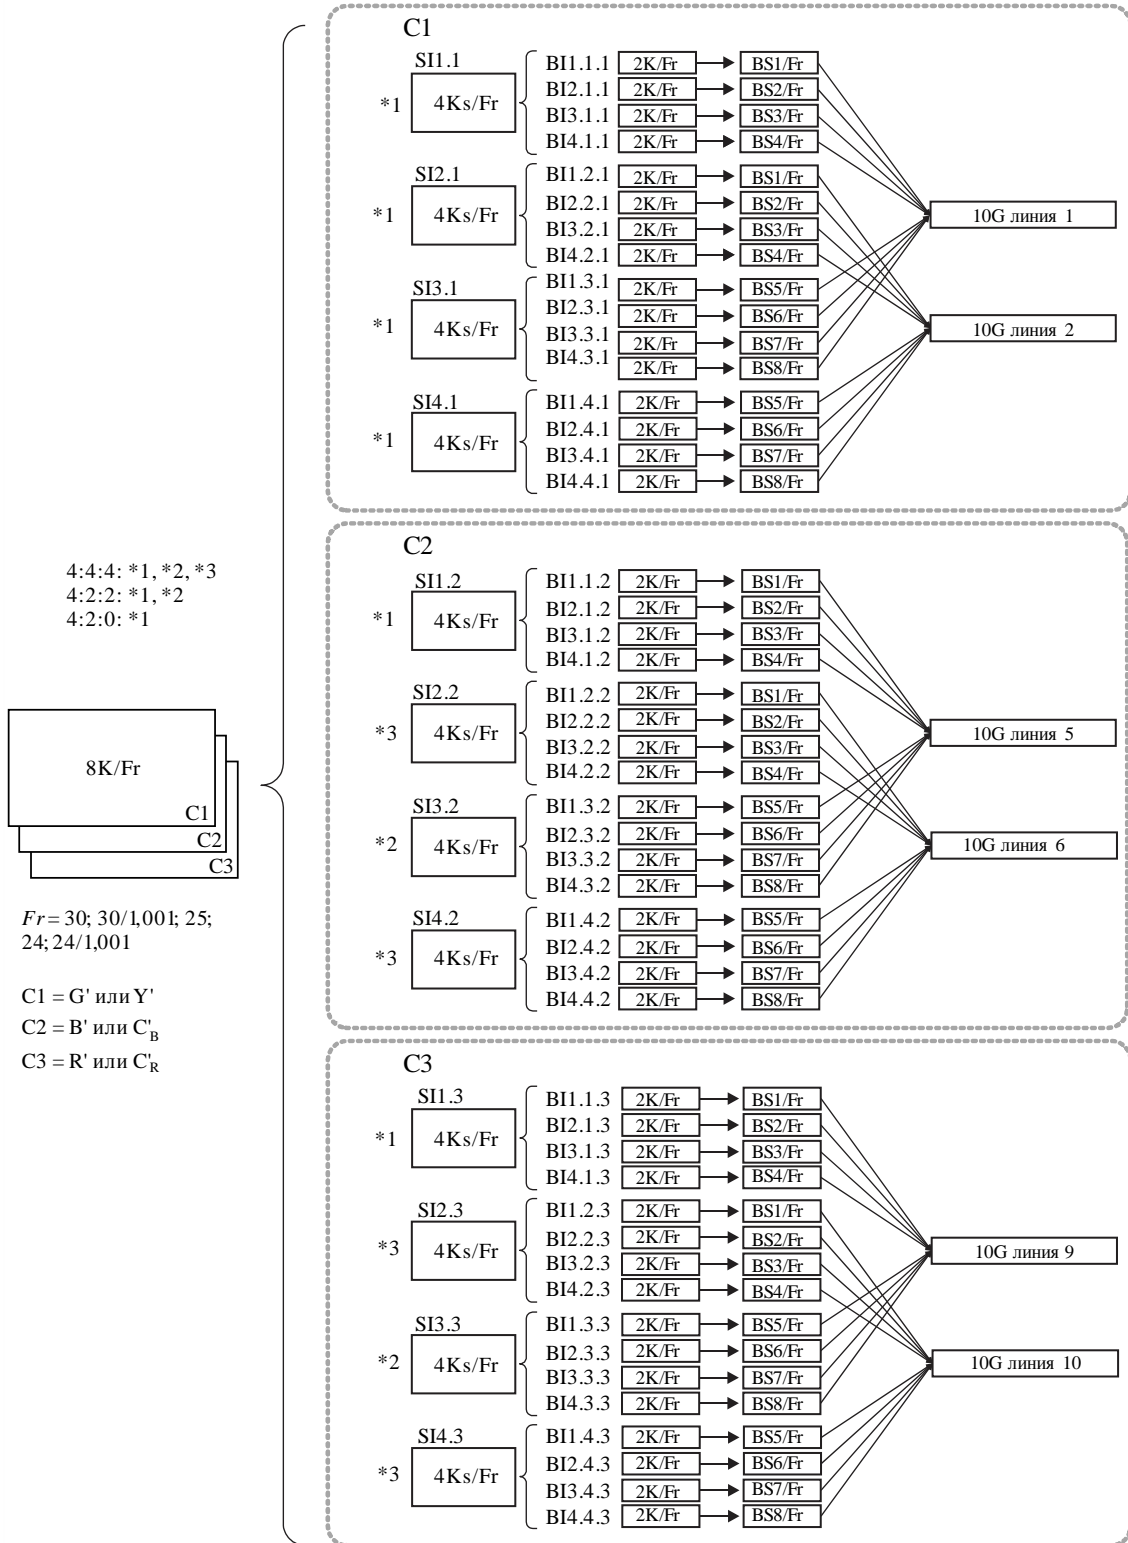 C1
SI1.1
*1
4Ks/Fr
BI1.1.1 2K/Fr BS1/Fr
BI2.1.1 2K/Fr BS2/Fr
BI3.1.1 2K/Fr BS3/Fr
BI4.1.1 2K/Fr BS4/Fr
SI2.1
*1
4Ks/Fr
BI1.2.1 2K/Fr BS1/Fr
BI2.2.1 2K/Fr BS2/Fr
BI3.2.1 2K/Fr BS3/Fr
BI4.2.1 2K/Fr BS4/Fr
SI3.1
*1
4Ks/Fr
BI1.3.1 2K/Fr BS5/Fr
BI2.3.1 2K/Fr BS6/Fr
BI3.3.1 2K/Fr BS7/Fr
BI4.3.1 2K/Fr BS8/Fr
SI4.1
*1
4Ks/Fr
BI1.4.1 2K/Fr BS5/Fr
BI2.4.1 2K/Fr BS6/Fr
BI3.4.1 2K/Fr BS7/Fr
BI4.4.1 2K/Fr BS8/Fr
10G линия 1
10G линия 2
4:4:4: *1, *2, *3
4:2:2: *1, *2
4:2:0: *1
8K/Fr
C1
C2
C3
Fr = 30; 30/1,001; 25;
24; 24/1,001
C1 = G' или Y'
C2 = B' или C'B
C3 = R' или C'R
C2
SI1.2
*1
4Ks/Fr
BI1.1.2 2K/Fr BS1/Fr
BI2.1.2 2K/Fr BS2/Fr
BI3.1.2 2K/Fr BS3/Fr
BI4.1.2 2K/Fr BS4/Fr
SI2.2
*3
4Ks/Fr
BI1.2.2 2K/Fr BS1/Fr
BI2.2.2 2K/Fr BS2/Fr
BI3.2.2 2K/Fr BS3/Fr
BI4.2.2 2K/Fr BS4/Fr
SI3.2
*2
4Ks/Fr
BI1.3.2 2K/Fr BS5/Fr
BI2.3.2 2K/Fr BS6/Fr
BI3.3.2 2K/Fr BS7/Fr
BI4.3.2 2K/Fr BS8/Fr
SI4.2
*3
4Ks/Fr
BI1.4.2 2K/Fr BS5/Fr
BI2.4.2 2K/Fr BS6/Fr
BI3.4.2 2K/Fr BS7/Fr
BI4.4.2 2K/Fr BS8/Fr
10G линия 5
10G линия 6
C3
SI1.3
*1
4Ks/Fr
BI1.1.3 2K/Fr BS1/Fr
BI2.1.3 2K/Fr BS2/Fr
BI3.1.3 2K/Fr BS3/Fr
BI4.1.3 2K/Fr BS4/Fr
SI2.3
*3
4Ks/Fr
BI1.2.3 2K/Fr BS1/Fr
BI2.2.3 2K/Fr BS2/Fr
BI3.2.3 2K/Fr BS3/Fr
BI4.2.3 2K/Fr BS4/Fr
SI3.3
*2
4Ks/Fr
BI1.3.3 2K/Fr BS5/Fr
BI2.3.3 2K/Fr BS6/Fr
BI3.3.3 2K/Fr BS7/Fr
BI4.3.3 2K/Fr BS8/Fr
SI4.3
*3
4Ks/Fr
BI1.4.3 2K/Fr BS5/Fr
BI2.4.3 2K/Fr BS6/Fr
BI3.4.3 2K/Fr BS7/Fr
BI4.4.3 2K/Fr BS8/Fr
10G линия 9
10G линия 10